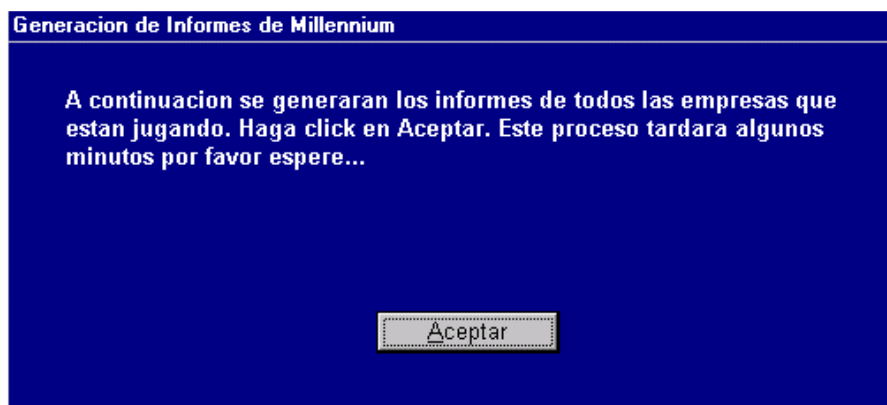 Generacion de Informes de Millennium
A continuacion se generaran los informes de todos las empresas que
estan jugando. Haga click en Aceptar. Este proceso tardara algunos
minutos por favor espere...
Aceptar